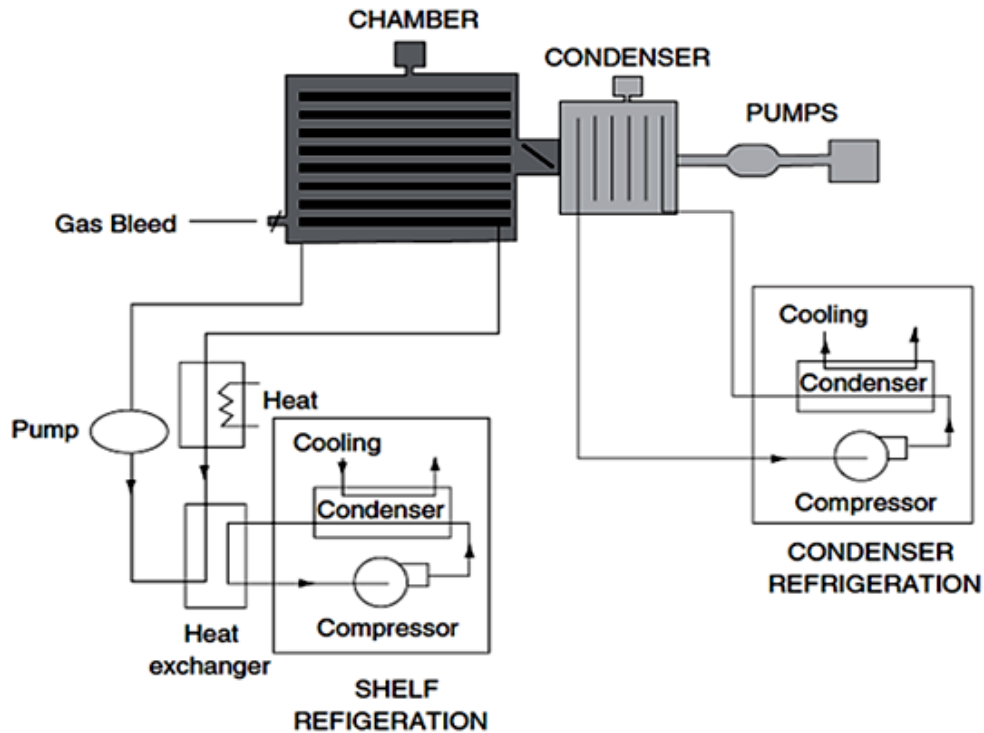 CHAMBER
CONDENSER
PUMPS
Gas Bleed
Cooling
Condenser
Compressor
CONDENSER
REFRIGERATION
Heat
Pump
Cooling
Condenser
Compressor
Heat
exchanger
SHELF
REFIGERATION